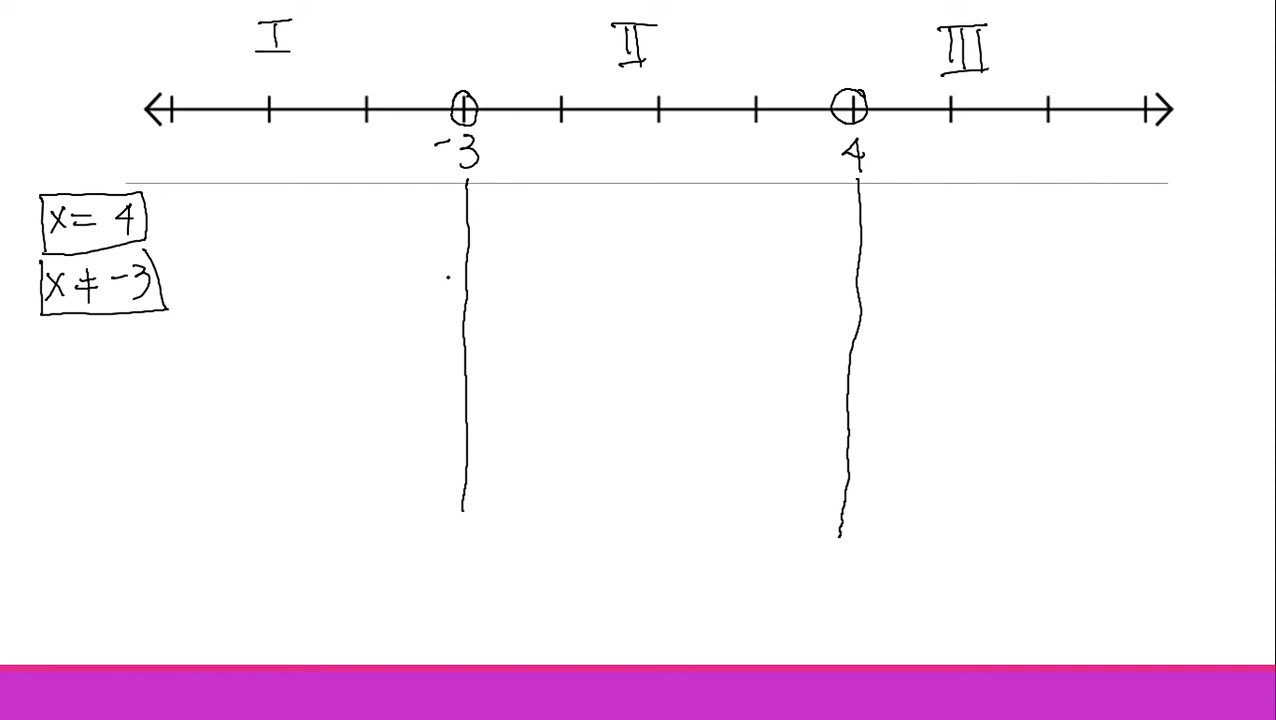 I II III
-3 4
x = 4
x ≠ -3